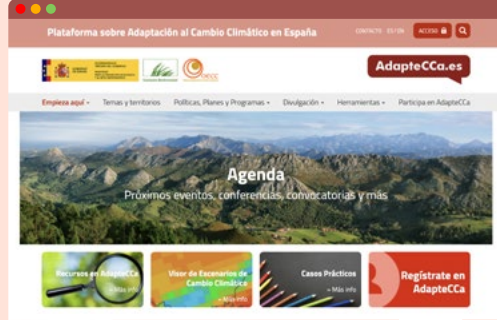 Plataforma sobre Adaptación al Cambio Climático en España
CONTACTO ES/EN ACCESO
AdapteCCa.es
Empieza aquí Temas y territorios Políticas, Planes y Programas Divulgación Herramientas Participa en AdapteCCa
Agenda
Próximos eventos, conferencias, convocatorias y más
Recursos en AdapteCCa
» Más info
Visor de Escenarios de
Cambio Climático
» Más info
Casos Prácticos
» Más info
Regístrate en
AdapteCCa